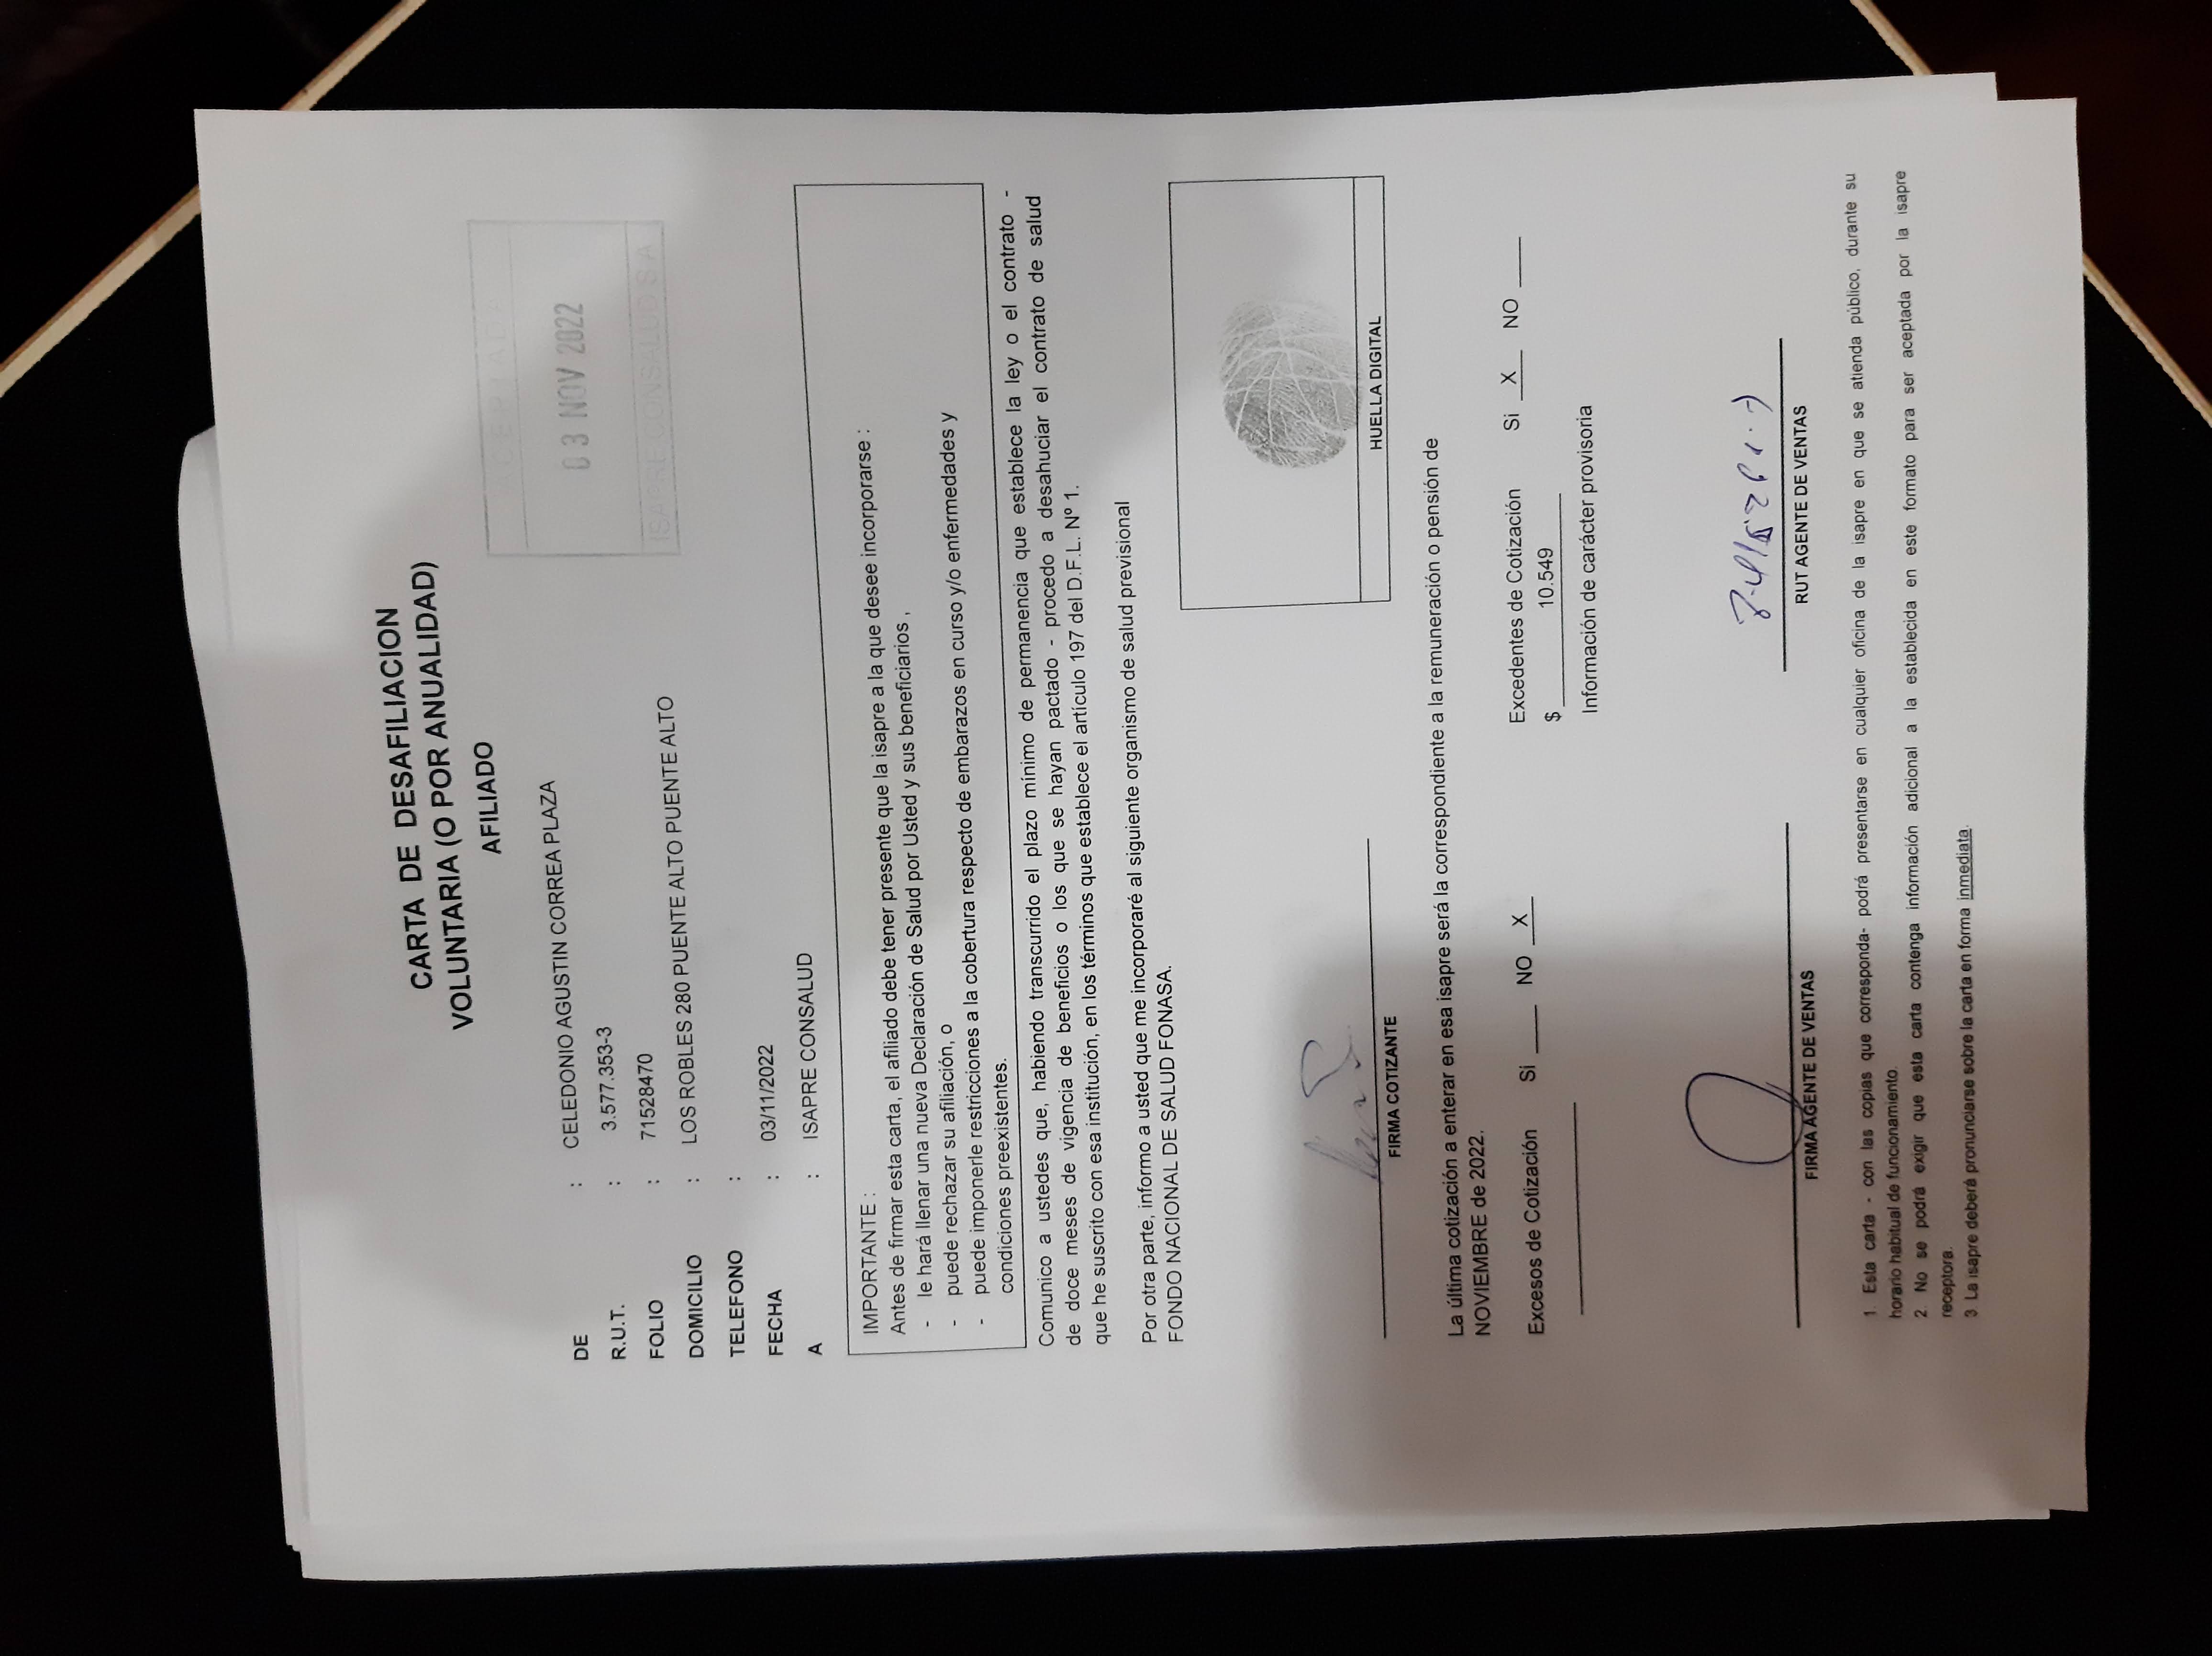 CARTA DE DESAFILIACION
VOLUNTARIA (O POR ANUALIDAD)
AFILIADO
ACEPTADA
03 NOV 2022
ISAPRE CONSALUD S A
DE : CELEDONIO AGUSTIN CORREA PLAZA
R.U.T. : 3.577.353-3
FOLIO : 71528470
DOMICILIO : LOS ROBLES 280 PUENTE ALTO PUENTE ALTO
TELEFONO :
FECHA : 03/11/2022
A : ISAPRE CONSALUD
IMPORTANTE :
Antes de firmar esta carta, el afiliado debe tener presente que la isapre a la que desee incorporarse :
- le hará llenar una nueva Declaración de Salud por Usted y sus beneficiarios ,
- puede rechazar su afiliación, o
- puede imponerle restricciones a la cobertura respecto de embarazos en curso y/o enfermedades y
condiciones preexistentes.
Comunico a ustedes que, habiendo transcurrido el plazo mínimo de permanencia que establece la ley o el contrato -
de doce meses de vigencia de beneficios o los que se hayan pactado - procedo a desahuciar el contrato de salud
que he suscrito con esa institución, en los términos que establece el artículo 197 del D.F.L. Nº 1.
Por otra parte, informo a usted que me incorporaré al siguiente organismo de salud previsional
FONDO NACIONAL DE SALUD FONASA.
FIRMA COTIZANTE
HUELLA DIGITAL
La última cotización a enterar en esa isapre será la correspondiente a la remuneración o pensión de
NOVIEMBRE de 2022.
Excesos de Cotización Si ____ NO X
Excedentes de Cotización Si X NO ____
$ 10.549
Información de carácter provisoria
FIRMA AGENTE DE VENTAS
RUT AGENTE DE VENTAS
1. Esta carta - con las copias que corresponda- podrá presentarse en cualquier oficina de la isapre en que se atienda público, durante su
horario habitual de funcionamiento.
2. No se podrá exigir que esta carta contenga información adicional a la establecida en este formato para ser aceptada por la isapre
receptora.
3 La isapre deberá pronunciarse sobre la carta en forma inmediata.